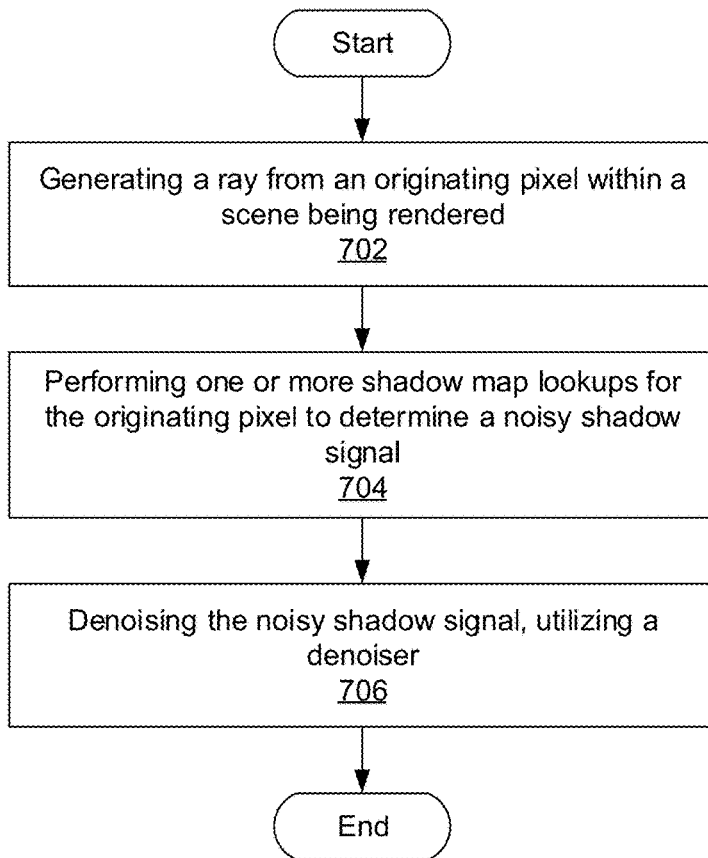 Start
Generating a ray from an originating pixel within a
scene being rendered
702
Performing one or more shadow map lookups for
the originating pixel to determine a noisy shadow
signal
704
Denoising the noisy shadow signal, utilizing a
denoiser
706
End